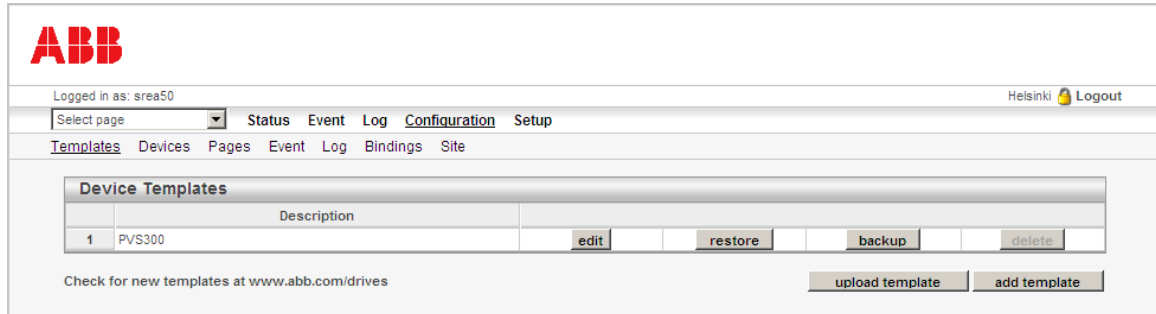 ABB
Logged in as: srea50 Helsinki Logout
Select page Status Event Log Configuration Setup
Templates Devices Pages Event Log Bindings Site
Device Templates
Description
1 PVS300 edit restore backup delete
Check for new templates at www.abb.com/drives upload template add template